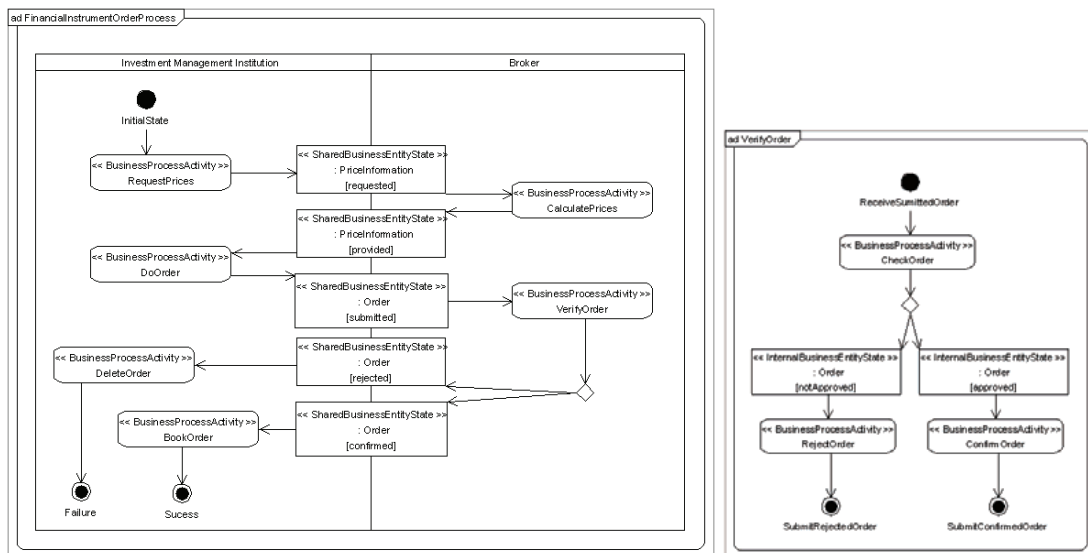 ad FinancialInstrumentOrderProcess
Investment Management Institution
Broker
InitialState
<< BusinessProcessActivity >>
RequestPrices
<< SharedBusinessEntityState >>
: PriceInformation
[requested]
<< BusinessProcessActivity >>
CalculatePrices
<< SharedBusinessEntityState >>
: PriceInformation
[provided]
<< BusinessProcessActivity >>
DoOrder
<< SharedBusinessEntityState >>
: Order
[submitted]
<< BusinessProcessActivity >>
VerifyOrder
<< SharedBusinessEntityState >>
: Order
[rejected]
<< BusinessProcessActivity >>
DeleteOrder
<< SharedBusinessEntityState >>
: Order
[confirmed]
<< BusinessProcessActivity >>
BookOrder
Failure
Sucess
ad VerifyOrder
ReceiveSumittedOrder
<< BusinessProcessActivity >>
CheckOrder
<< InternalBusinessEntityState >>
: Order
[notApproved]
<< InternalBusinessEntityState >>
: Order
[approved]
<< BusinessProcessActivity >>
RejectOrder
<< BusinessProcessActivity >>
ConfirmOrder
SubmitRejectedOrder
SubmitConfirmedOrder